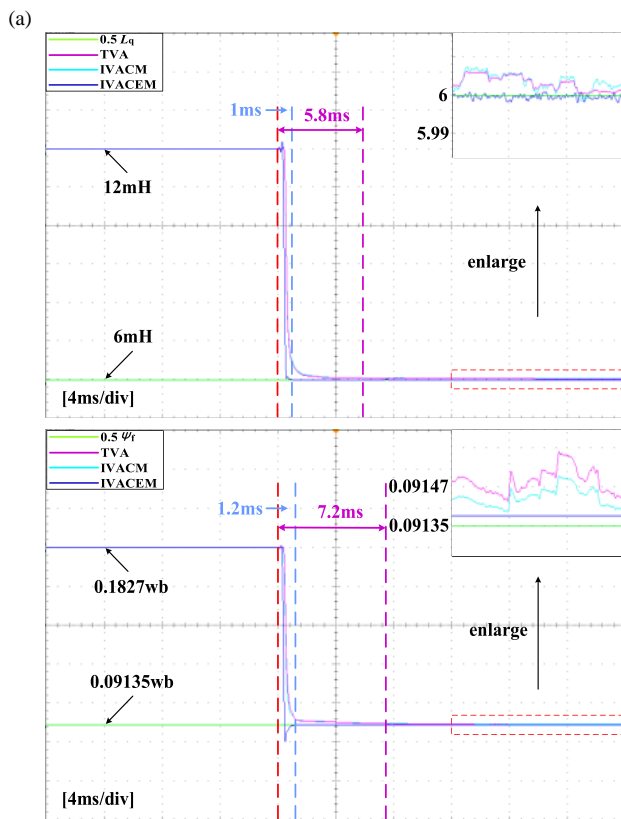 (a)
0.5 Lq
TVA
IVACM
IVACEM
6
5.99
1ms
5.8ms
12mH
enlarge
6mH
[4ms/div]
0.5 Ψf
TVA
IVACM
IVACEM
0.09147
0.09135
1.2ms
7.2ms
0.1827wb
enlarge
0.09135wb
[4ms/div]